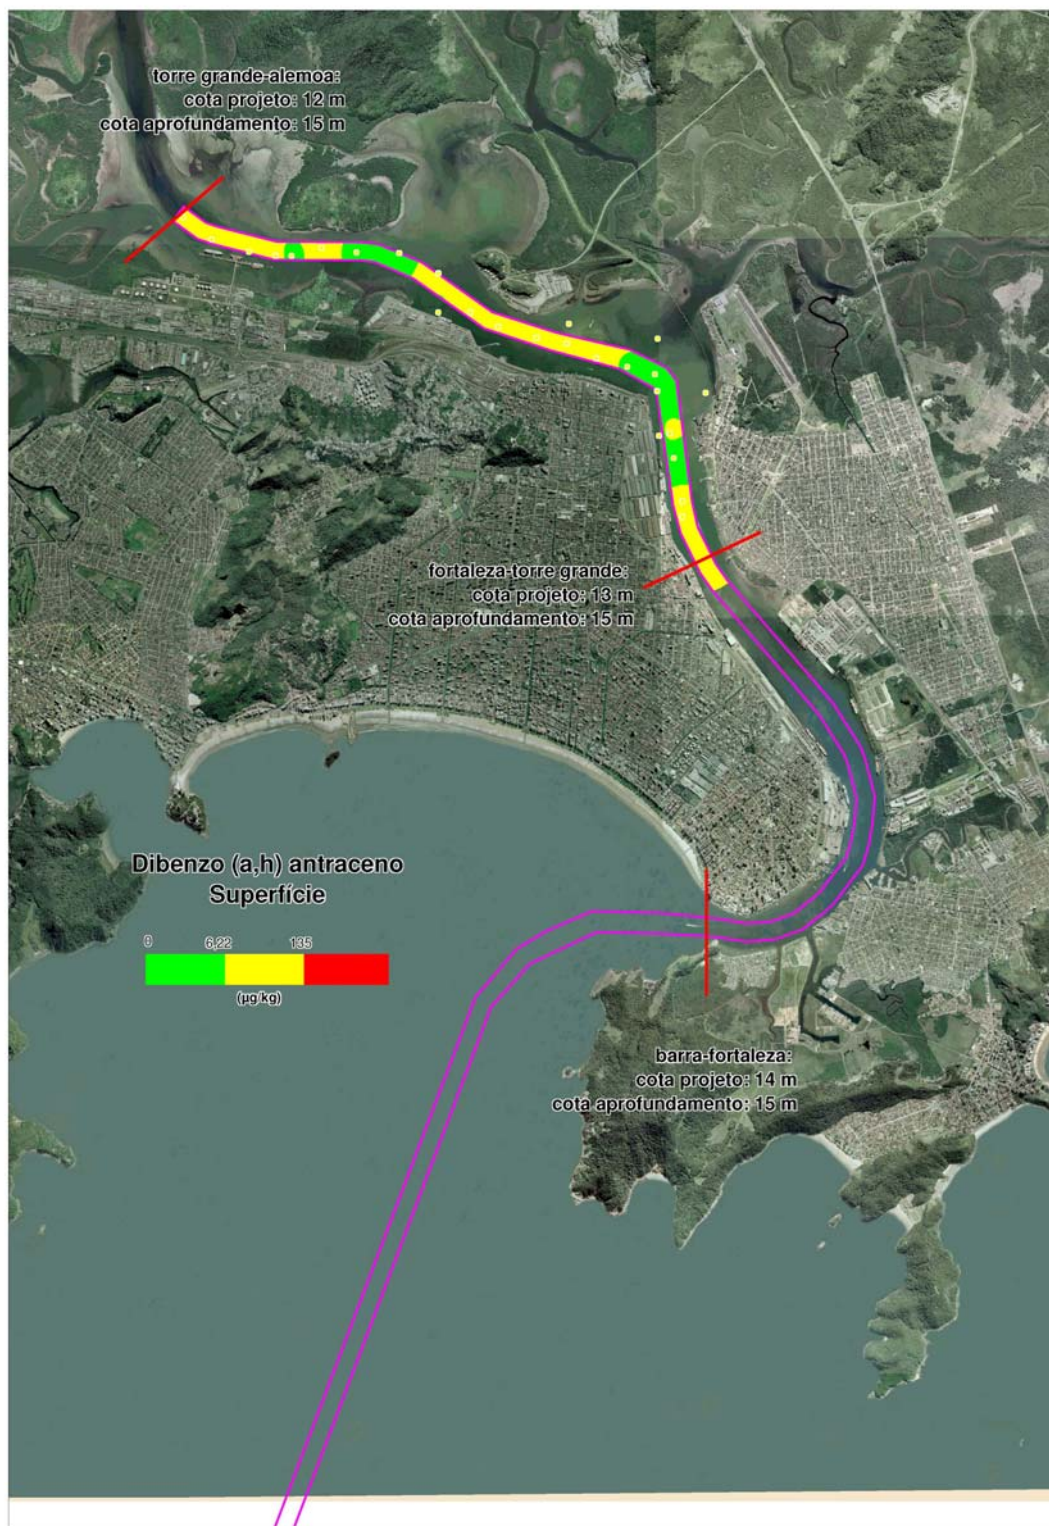 torre grande-alemoa:
cota projeto: 12 m
cota aprofundamento: 15 m
fortaleza-torre grande:
cota projeto: 13 m
cota aprofundamento: 15 m
Dibenzo (a,h) antraceno
Superfície
0 6,22 135
(µg/kg)
barra-fortaleza:
cota projeto: 14 m
cota aprofundamento: 15 m